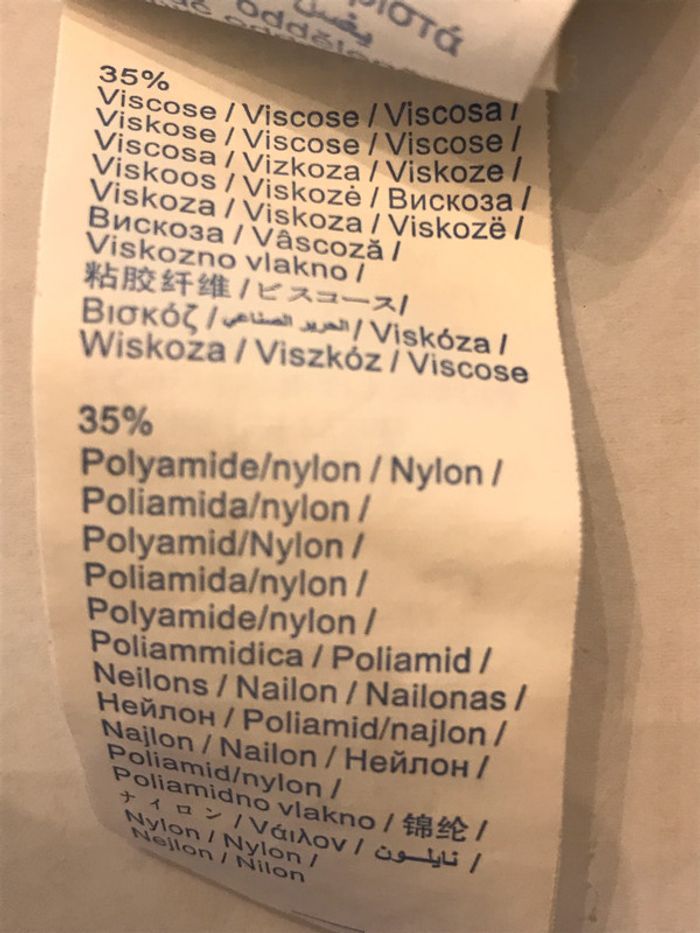 35%
Viscose / Viscose / Viscosa /
Viskose / Viscose / Viscose /
Viscosa / Vizkoza / Viskoze /
Viskoos / Viskozė / Вискоза /
Viskoza / Viskoza / Viskozë /
Вискоза / Vâscoză /
Viskozno vlakno /
粘胶纤维 / ビスコース /
Βισκόζ / الحرير الصناعي / Viskóza /
Wiskoza / Viszkóz / Viscose
35%
Polyamide/nylon / Nylon /
Poliamida/nylon /
Polyamid/Nylon /
Poliamida/nylon /
Polyamide/nylon /
Poliammidica / Poliamid /
Neilons / Nailon / Nailonas /
Нейлон / Poliamid/najlon /
Najlon / Nailon / Нейлон /
Poliamid/nylon /
Poliamidno vlakno / 锦纶 /
ナイロン / Νάιλον / نايلــون /
Nylon / Nylon /
Nejlon / Nilon